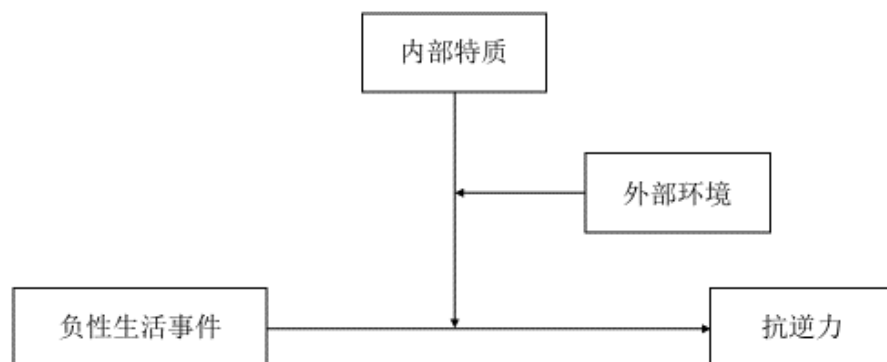 内部特质
外部环境
负性生活事件
抗逆力